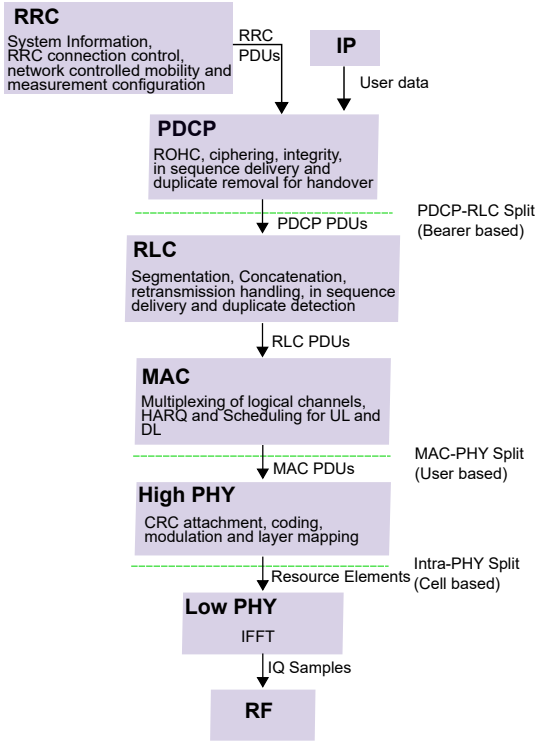 RRC
System Information,
RRC connection control,
network controlled mobility and
measurement configuration
RRC
PDUs
IP
User data
PDCP
ROHC, ciphering, integrity,
in sequence delivery and
duplicate removal for handover
PDCP-RLC Split
(Bearer based)
PDCP PDUs
RLC
Segmentation, Concatenation,
retransmission handling, in sequence
delivery and duplicate detection
RLC PDUs
MAC
Multiplexing of logical channels,
HARQ and Scheduling for UL and
DL
MAC-PHY Split
(User based)
MAC PDUs
High PHY
CRC attachment, coding,
modulation and layer mapping
Intra-PHY Split
(Cell based)
Resource Elements
Low PHY
IFFT
IQ Samples
RF